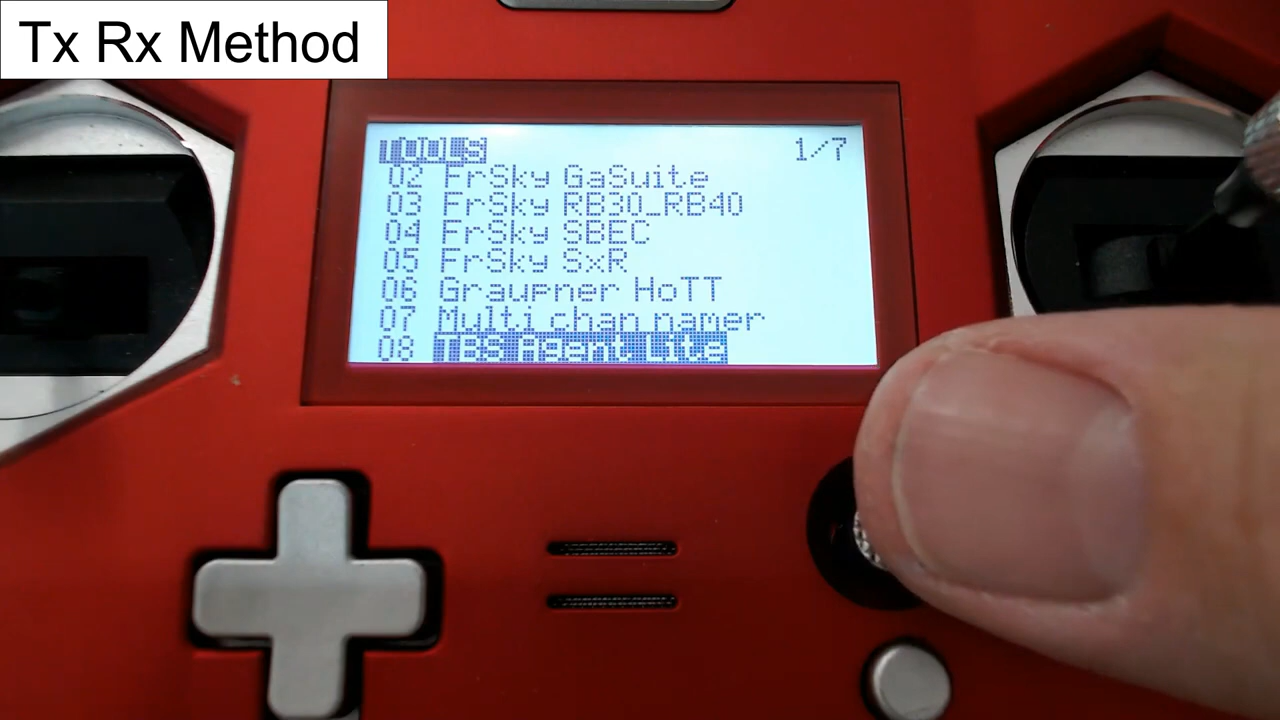 Tx Rx Method
TOOLS 1/7
02 FrSky GaSuite
03 FrSky RB30_RB40
04 FrSky SBEC
05 FrSky SxR
06 Graupner HoTT
07 Multi chan namer
08 TBS Agent Lite